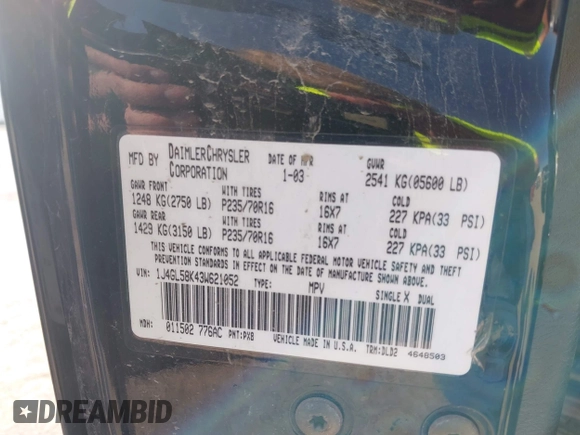 MFD BY DAIMLERCHRYSLER CORPORATION DATE OF MFR 1-03 GVWR 2541 KG(05600 LB)
GAWR FRONT WITH TIRES RIMS AT COLD
1248 KG(2750 LB) P235/70R16 16X7 227 KPA(33 PSI)
GAWR REAR WITH TIRES RIMS AT COLD
1429 KG(3150 LB) P235/70R16 16X7 227 KPA(33 PSI)
THIS VEHICLE CONFORMS TO ALL APPLICABLE FEDERAL MOTOR VEHICLE SAFETY AND THEFT
PREVENTION STANDARDS IN EFFECT ON THE DATE OF MANUFACTURE SHOWN ABOVE.
VIN: 1J4GL58K43W621052 TYPE: MPV SINGLE X DUAL
MDH: 011502 776AC PNT:PX8 VEHICLE MADE IN U.S.A. TRM:DLD2 4648503
DREAMBID